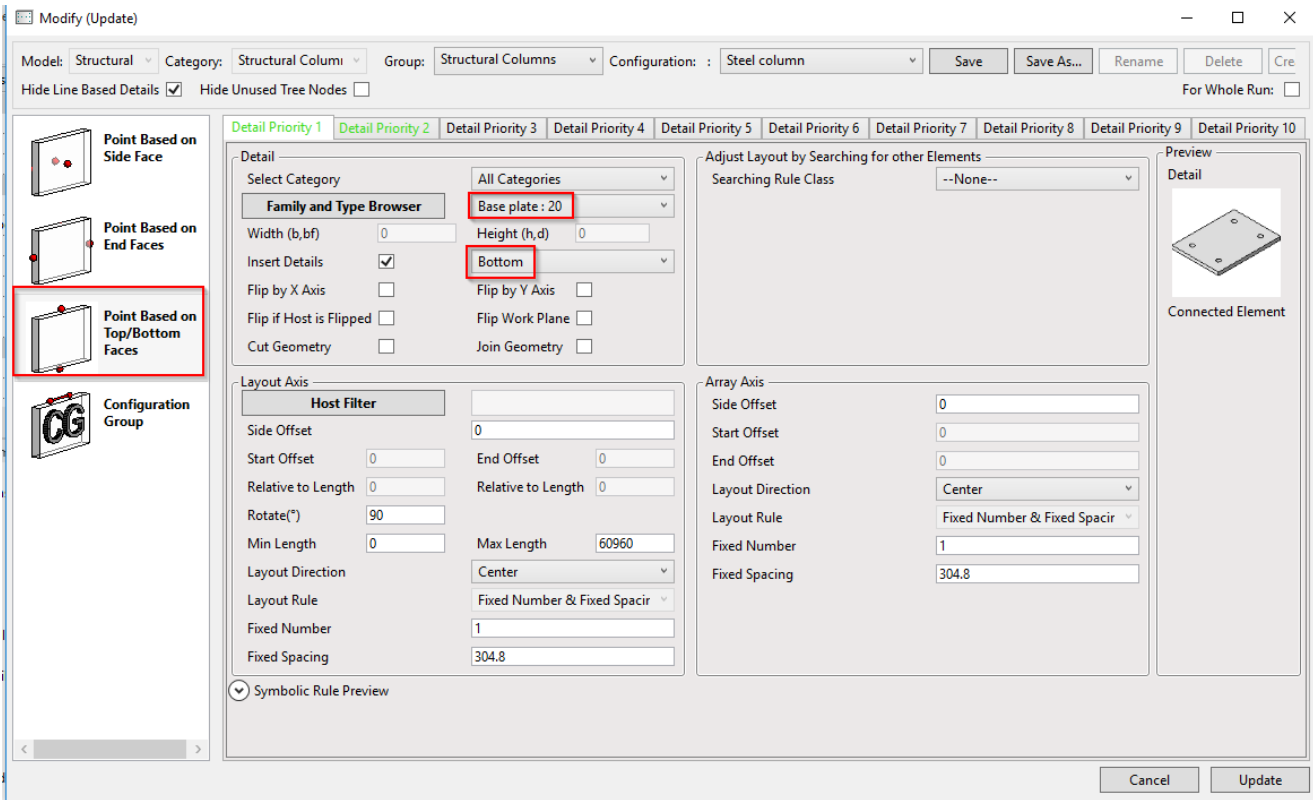 Modify (Update)
Model: Structural Category: Structural Colum Group: Structural Columns Configuration: : Steel column Save Save As... Rename Delete Cre
Hide Line Based Details Hide Unused Tree Nodes For Whole Run:
Point Based on
Side Face
Point Based on
End Faces
Point Based on
Top/Bottom
Faces
CG
Configuration
Group
Detail Priority 1 Detail Priority 2 Detail Priority 3 Detail Priority 4 Detail Priority 5 Detail Priority 6 Detail Priority 7 Detail Priority 8 Detail Priority 9 Detail Priority 10
Detail
Select Category All Categories
Family and Type Browser Base plate : 20
Width (b,bf) 0 Height (h,d) 0
Insert Details Bottom
Flip by X Axis Flip by Y Axis
Flip if Host is Flipped Flip Work Plane
Cut Geometry Join Geometry
Adjust Layout by Searching for other Elements
Searching Rule Class --None--
Preview
Detail
Connected Element
Layout Axis
Host Filter
Side Offset 0
Start Offset 0 End Offset 0
Relative to Length 0 Relative to Length 0
Rotate(°) 90
Min Length 0 Max Length 60960
Layout Direction Center
Layout Rule Fixed Number & Fixed Spacir
Fixed Number 1
Fixed Spacing 304.8
Array Axis
Side Offset 0
Start Offset 0
End Offset 0
Layout Direction Center
Layout Rule Fixed Number & Fixed Spacir
Fixed Number 1
Fixed Spacing 304.8
Symbolic Rule Preview
Cancel Update